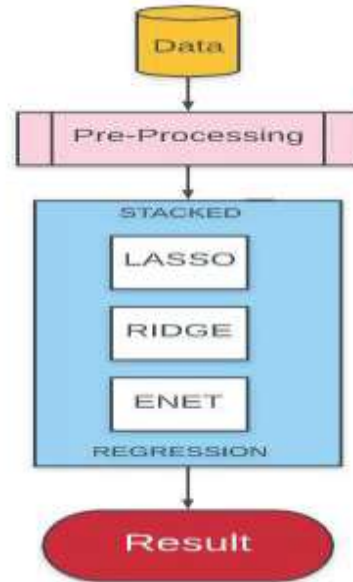 Data
Pre-Processing
STACKED
LASSO
RIDGE
ENET
REGRESSION
Result